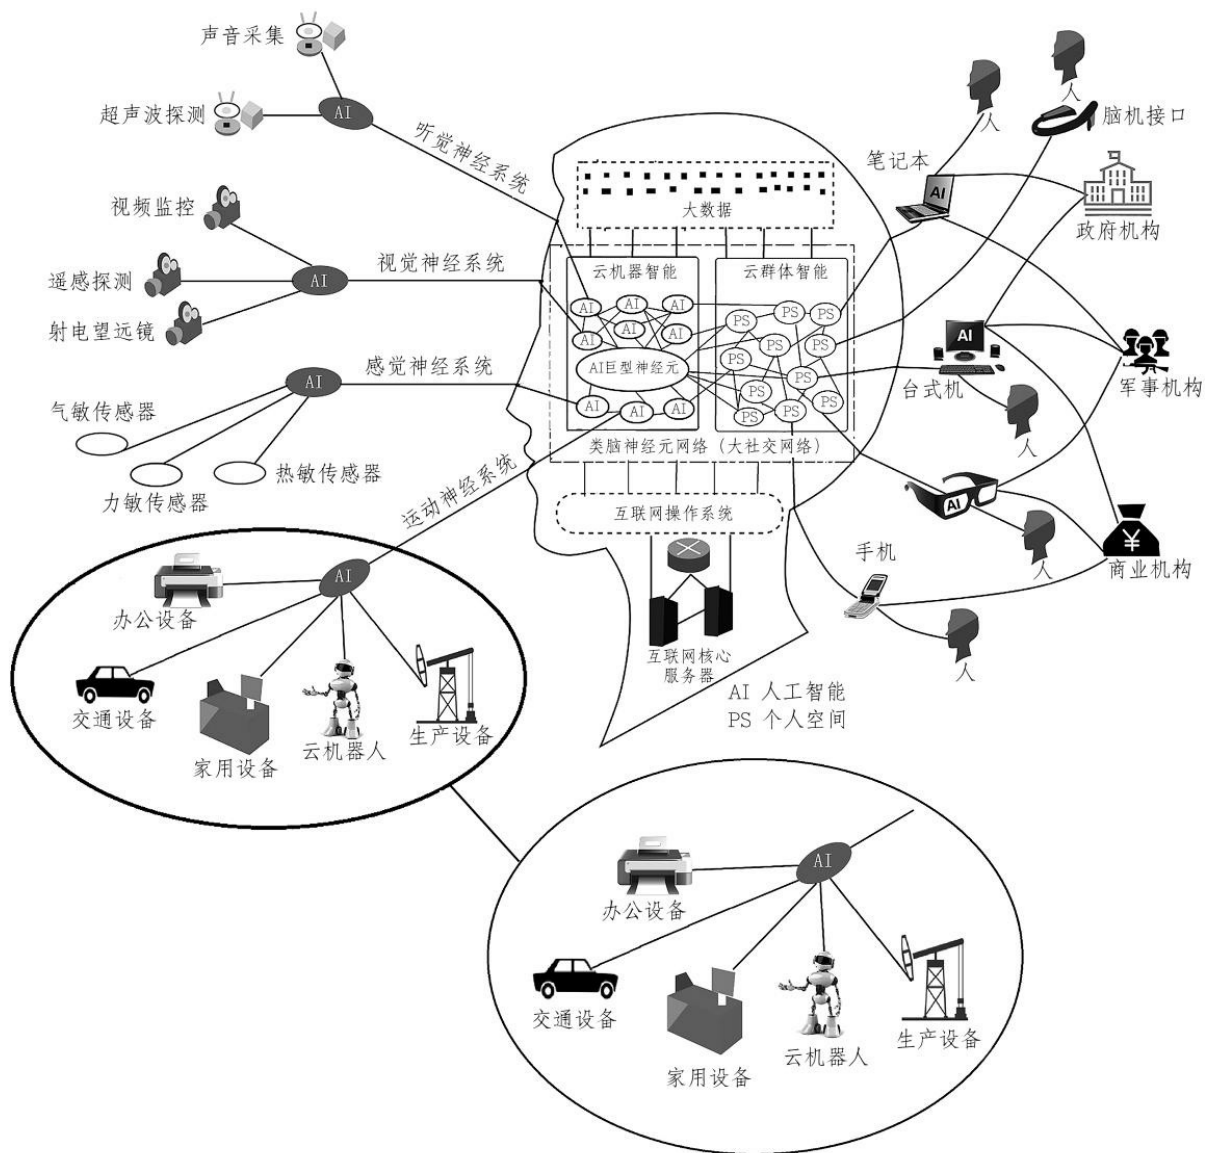 声音采集
AI
超声波探测
听觉神经系统
视频监控
遥感探测
射电望远镜
AI
视觉神经系统
AI
感觉神经系统
气敏传感器
力敏传感器
热敏传感器
运动神经系统
大数据
云机器智能
云群体智能
AI
AI
AI
AI
AI
AI
AI巨型神经元
AI
AI
AI
PS
PS
PS
PS
PS
PS
PS
PS
PS
PS
PS
类脑神经元网络（大社交网络）
互联网操作系统
互联网核心
服务器
AI 人工智能
PS 个人空间
人
人
脑机接口
笔记本
AI
政府机构
AI
台式机
人
军事机构
AI
人
手机
商业机构
¥
人
AI
办公设备
交通设备
家用设备
云机器人
生产设备
AI
办公设备
交通设备
家用设备
云机器人
生产设备